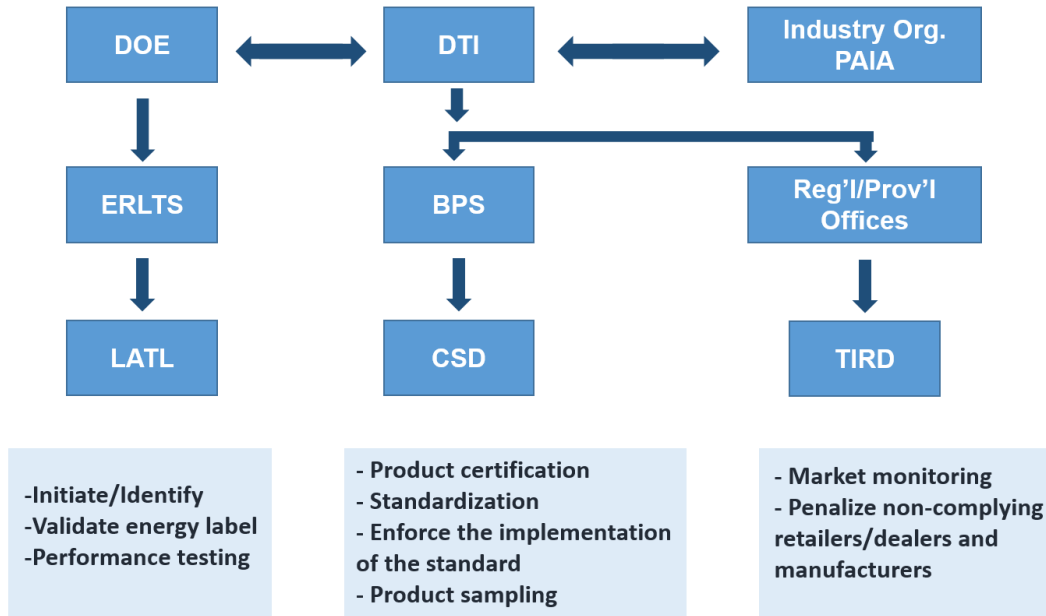 DOE
DTI
Industry Org.
PAIA
ERLTS
BPS
Reg'l/Prov'l
Offices
LATL
CSD
TIRD
-Initiate/Identify
-Validate energy label
-Performance testing
- Product certification
- Standardization
- Enforce the implementation
of the standard
- Product sampling
- Market monitoring
- Penalize non-complying
retailers/dealers and
manufacturers